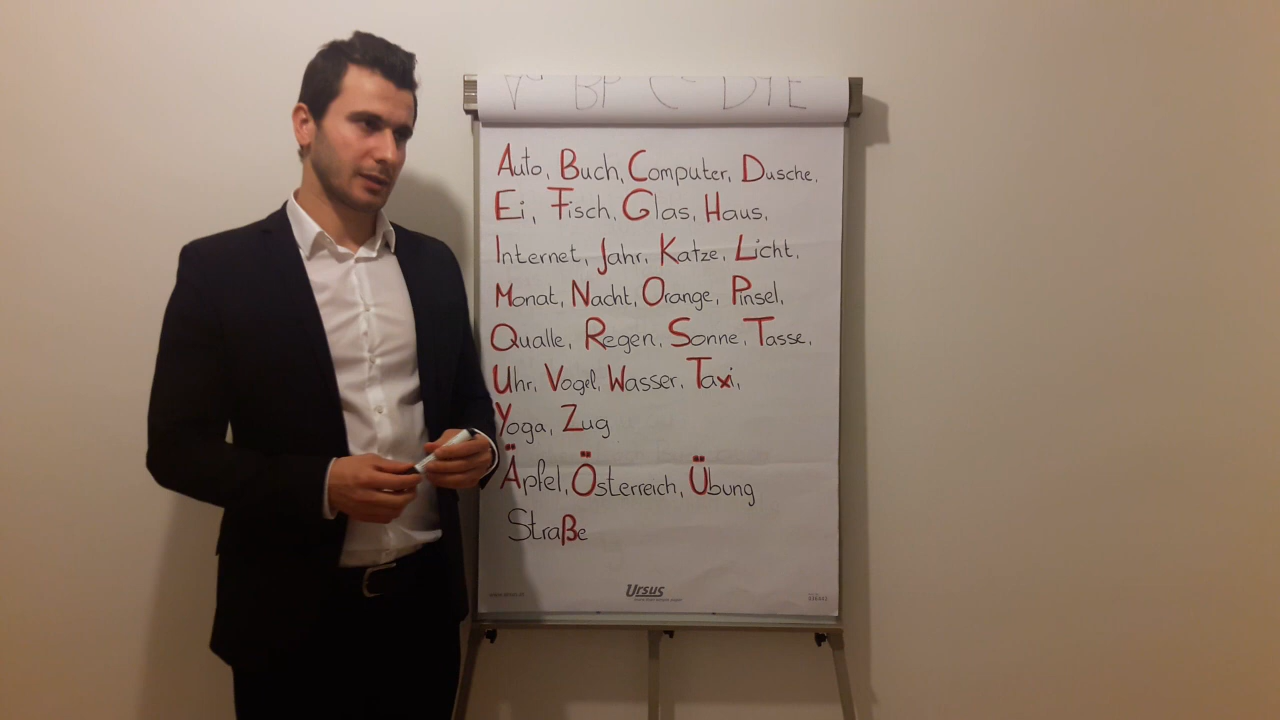 Auto, Buch, Computer, Dusche,
Ei, Fisch, Glas, Haus,
Internet, Jahr, Katze, Licht,
Monat, Nacht, Orange, Pinsel,
Qualle, Regen, Sonne, Tasse,
Uhr, Vogel, Wasser, Taxi,
Yoga, Zug
Äpfel, Österreich, Übung
Straße
Ursus